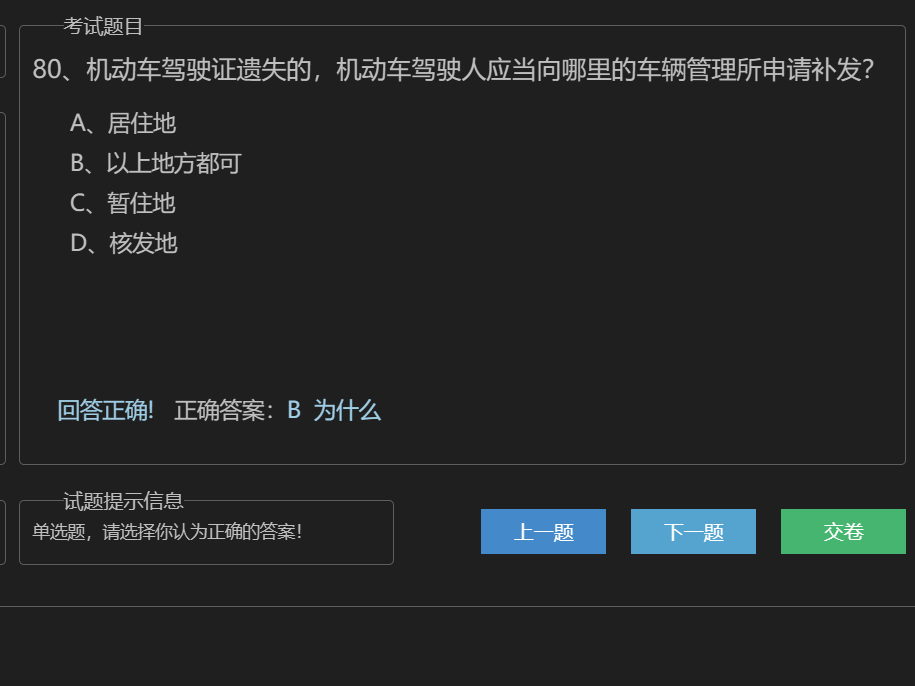 考试题目
80、机动车驾驶证遗失的，机动车驾驶人应当向哪里的车辆管理所申请补发？
A、居住地
B、以上地方都可
C、暂住地
D、核发地
回答正确! 正确答案：B 为什么
试题提示信息
单选题，请选择你认为正确的答案！
上一题 下一题 交卷